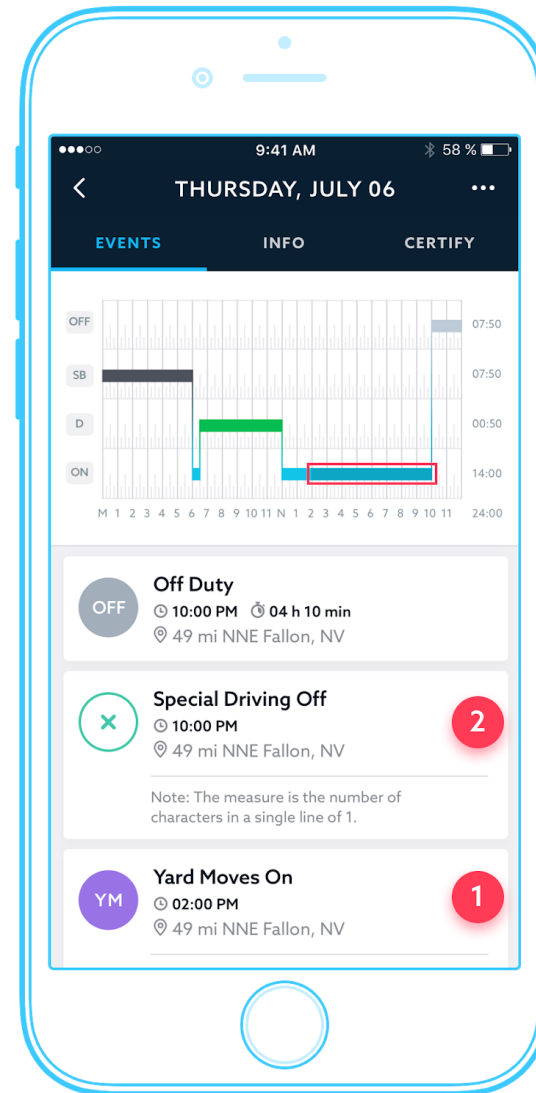 9:41 AM 58 %
THURSDAY, JULY 06
EVENTS INFO CERTIFY
OFF 07:50
SB 07:50
D 00:50
ON 14:00
M 1 2 3 4 5 6 7 8 9 10 11 N 1 2 3 4 5 6 7 8 9 10 11 24:00
Off Duty
OFF 10:00 PM 04 h 10 min
49 mi NNE Fallon, NV
Special Driving Off
10:00 PM 2
49 mi NNE Fallon, NV
Note: The measure is the number of
characters in a single line of 1.
Yard Moves On
YM 02:00 PM 1
49 mi NNE Fallon, NV